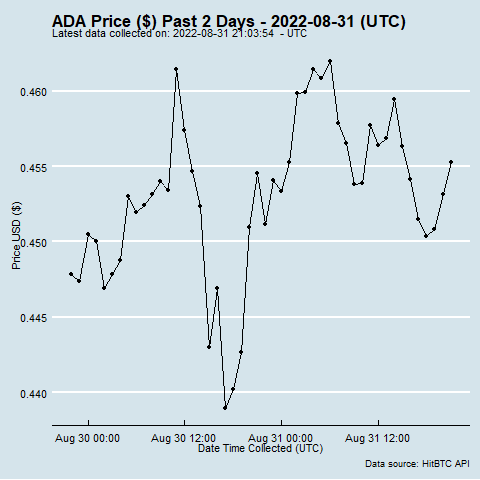 ADA Price ($) Past 2 Days - 2022-08-31 (UTC)
Latest data collected on: 2022-08-31 21:03:54 - UTC
0.460
0.455
0.450
0.445
0.440
Price USD ($)
Aug 30 00:00 Aug 30 12:00 Aug 31 00:00 Aug 31 12:00
Date Time Collected (UTC)
Data source: HitBTC API